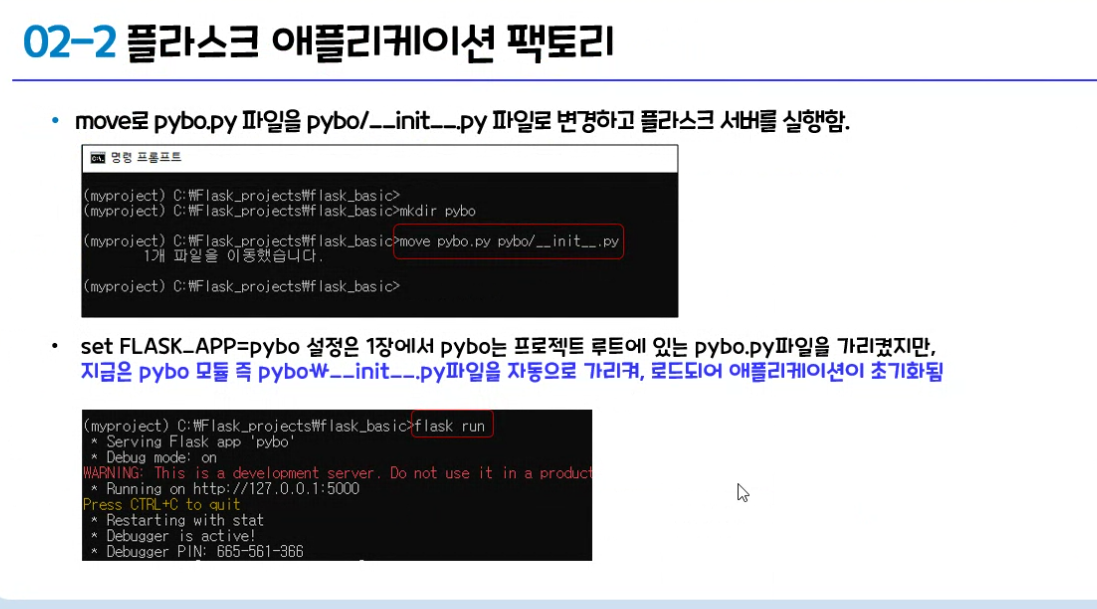 02-2 플라스크 애플리케이션 팩토리
• move로 pybo.py 파일을 pybo/__init__.py 파일로 변경하고 플라스크 서버를 실행함.
명령 프롬프트
(myproject) C:₩Flask_projects₩flask_basic>
(myproject) C:₩Flask_projects₩flask_basic>mkdir pybo
(myproject) C:₩Flask_projects₩flask_basic>move pybo.py pybo/__init__.py
1개 파일을 이동했습니다.
(myproject) C:₩Flask_projects₩flask_basic>
• set FLASK_APP=pybo 설정은 1장에서 pybo는 프로젝트 루트에 있는 pybo.py파일을 가리켰지만,
지금은 pybo 모듈 즉 pybo₩__init__.py파일을 자동으로 가리켜, 로드되어 애플리케이션이 초기화됨
(myproject) C:₩Flask_projects₩flask_basic>flask run
* Serving Flask app 'pybo'
* Debug mode: on
WARNING: This is a development server. Do not use it in a product
* Running on http://127.0.0.1:5000
Press CTRL+C to quit
* Restarting with stat
* Debugger is active!
* Debugger PIN: 665-561-366